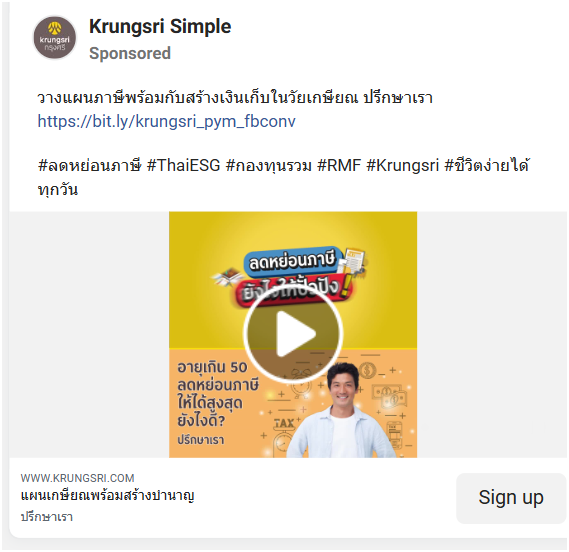 krungsri
กรุงศรี
Krungsri Simple
Sponsored
วางแผนภาษีพร้อมกับสร้างเงินเก็บในวัยเกษียณ ปรึกษาเรา
https://bit.ly/krungsri_pym_fbconv
#ลดหย่อนภาษี #ThaiESG #กองทุนรวม #RMF #Krungsri #ชีวิตง่ายได้
ทุกวัน
ลดหย่อนภาษี
ยังไงให้ปั๊วปัง!
อายุเกิน 50
ลดหย่อนภาษี
ให้ได้สูงสุด
ยังไงดี?
ปรึกษาเรา
TAX
WWW.KRUNGSRI.COM
แผนเกษียณพร้อมสร้างบำนาญ
ปรึกษาเรา
Sign up